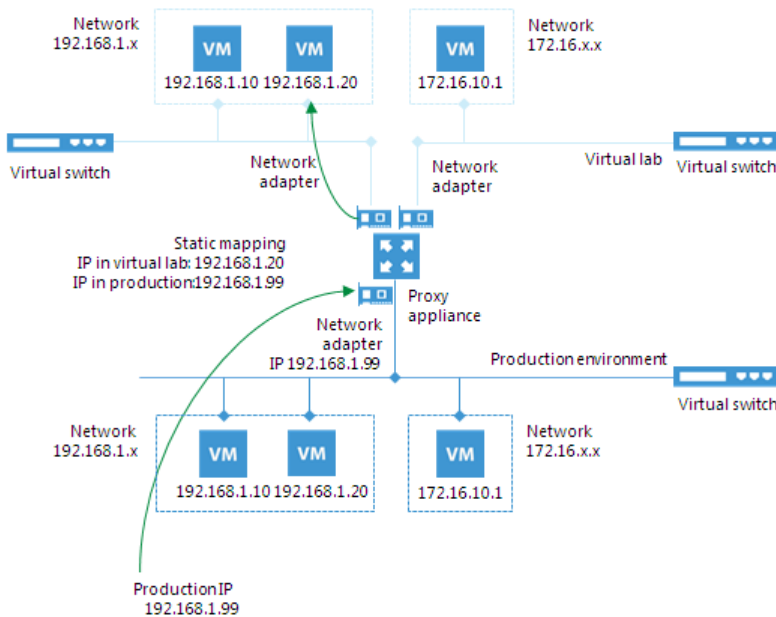 Network
192.168.1.x
VM
VM
192.168.1.10
192.168.1.20
VM
172.16.10.1
Network
172.16.x.x
Virtual switch
Network
adapter
Network
adapter
Virtual lab
Virtual switch
Static mapping
IP in virtual lab: 192.168.1.20
IP in production:192.168.1.99
Proxy
appliance
Network
adapter
IP 192.168.1.99
Production environment
Virtual switch
Network
192.168.1.x
VM
VM
192.168.1.10
192.168.1.20
VM
172.16.10.1
Network
172.16.x.x
Production IP
192.168.1.99